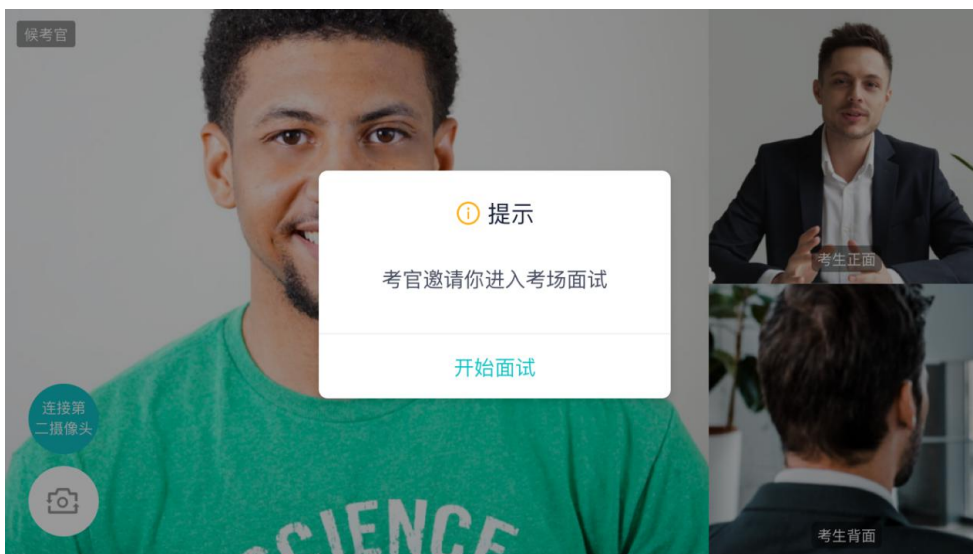 候考官
提示
考官邀请你进入考场面试
开始面试
考生正面
连接第
二摄像头
SCIENCE
考生背面